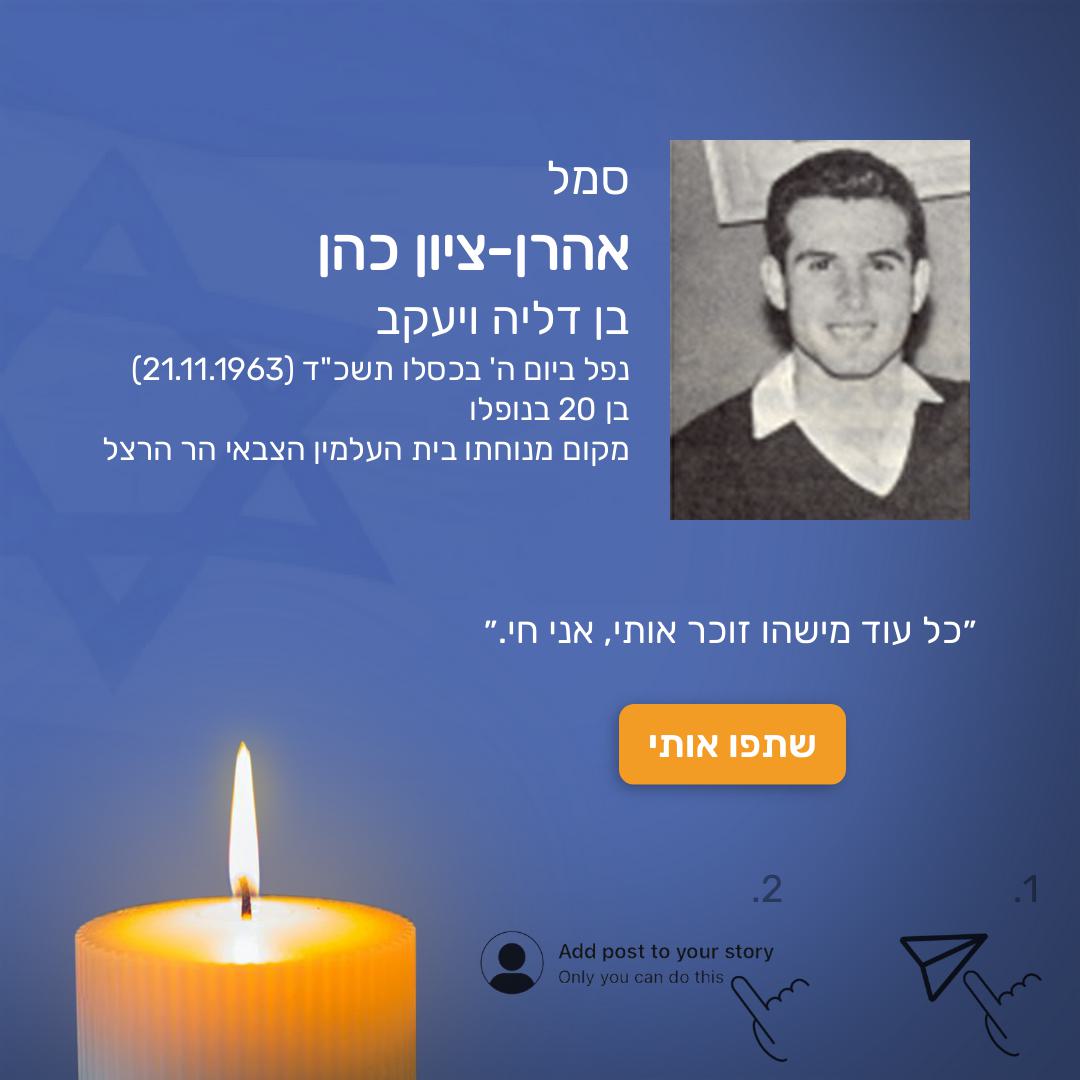 סמל
אהרן-ציון כהן
בן דליה ויעקב
נפל ביום ה' בכסלו תשכ"ד (21.11.1963)
בן 20 בנופלו
מקום מנוחתו בית העלמין הצבאי הר הרצל
״כל עוד מישהו זוכר אותי, אני חי.״
שתפו אותי
1.
2.
Add post to your story
Only you can do this